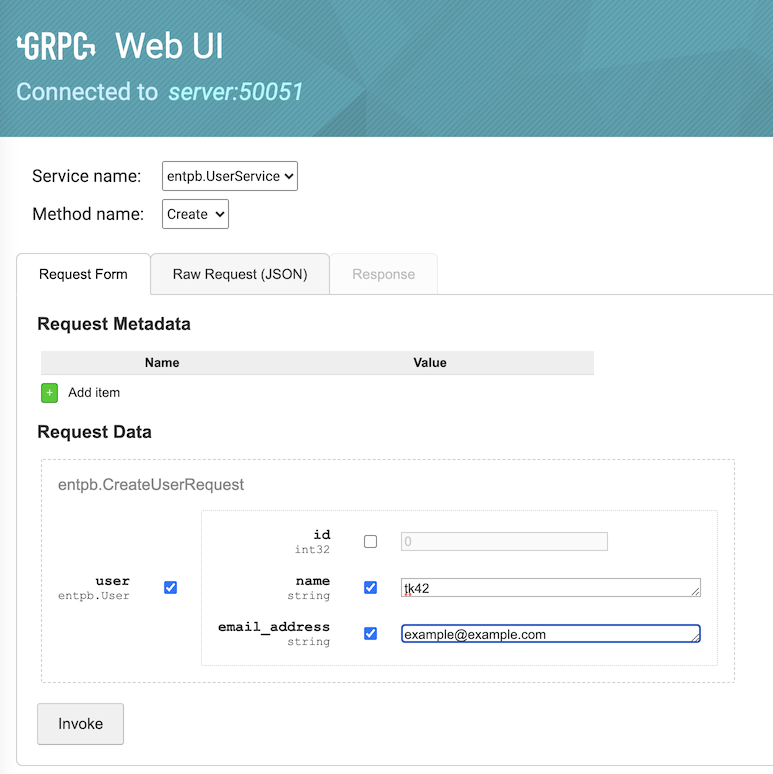 GRPC Web UI
Connected to server:50051
Service name: entpb.UserService
Method name: Create
Request Form Raw Request (JSON) Response
Request Metadata
Name Value
+ Add item
Request Data
entpb.CreateUserRequest
id
int32
0
user
entpb.User
name
string
tk42
email_address
string
example@example.com
Invoke